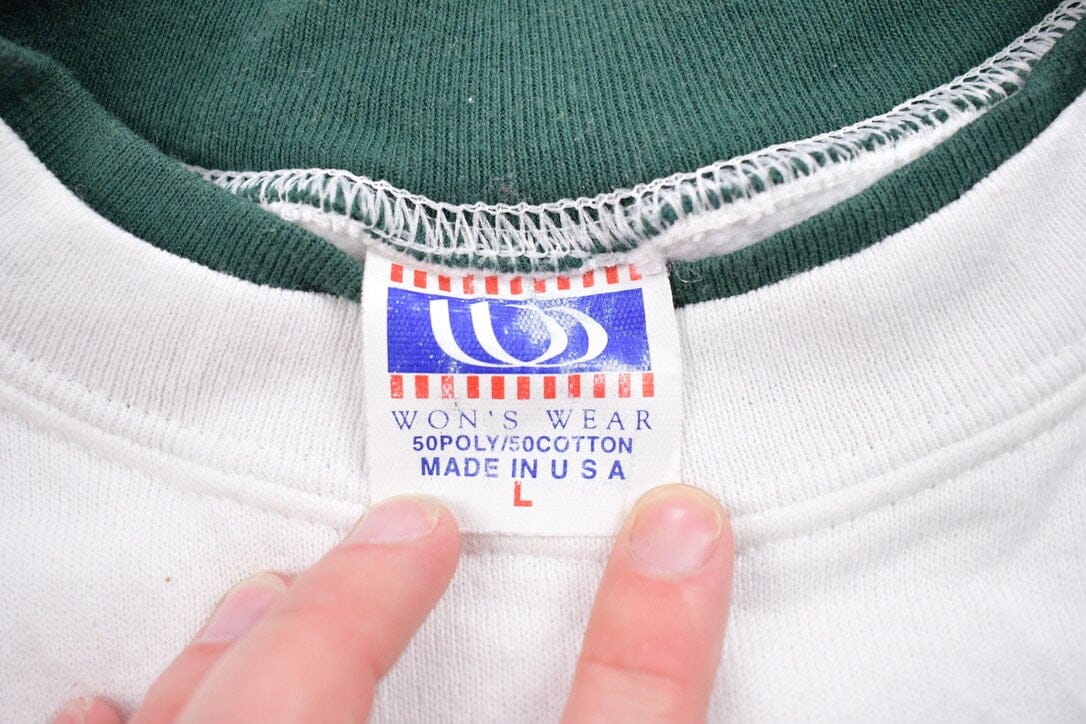 WON'S WEAR
50POLY/50COTTON
MADE IN U S A
L